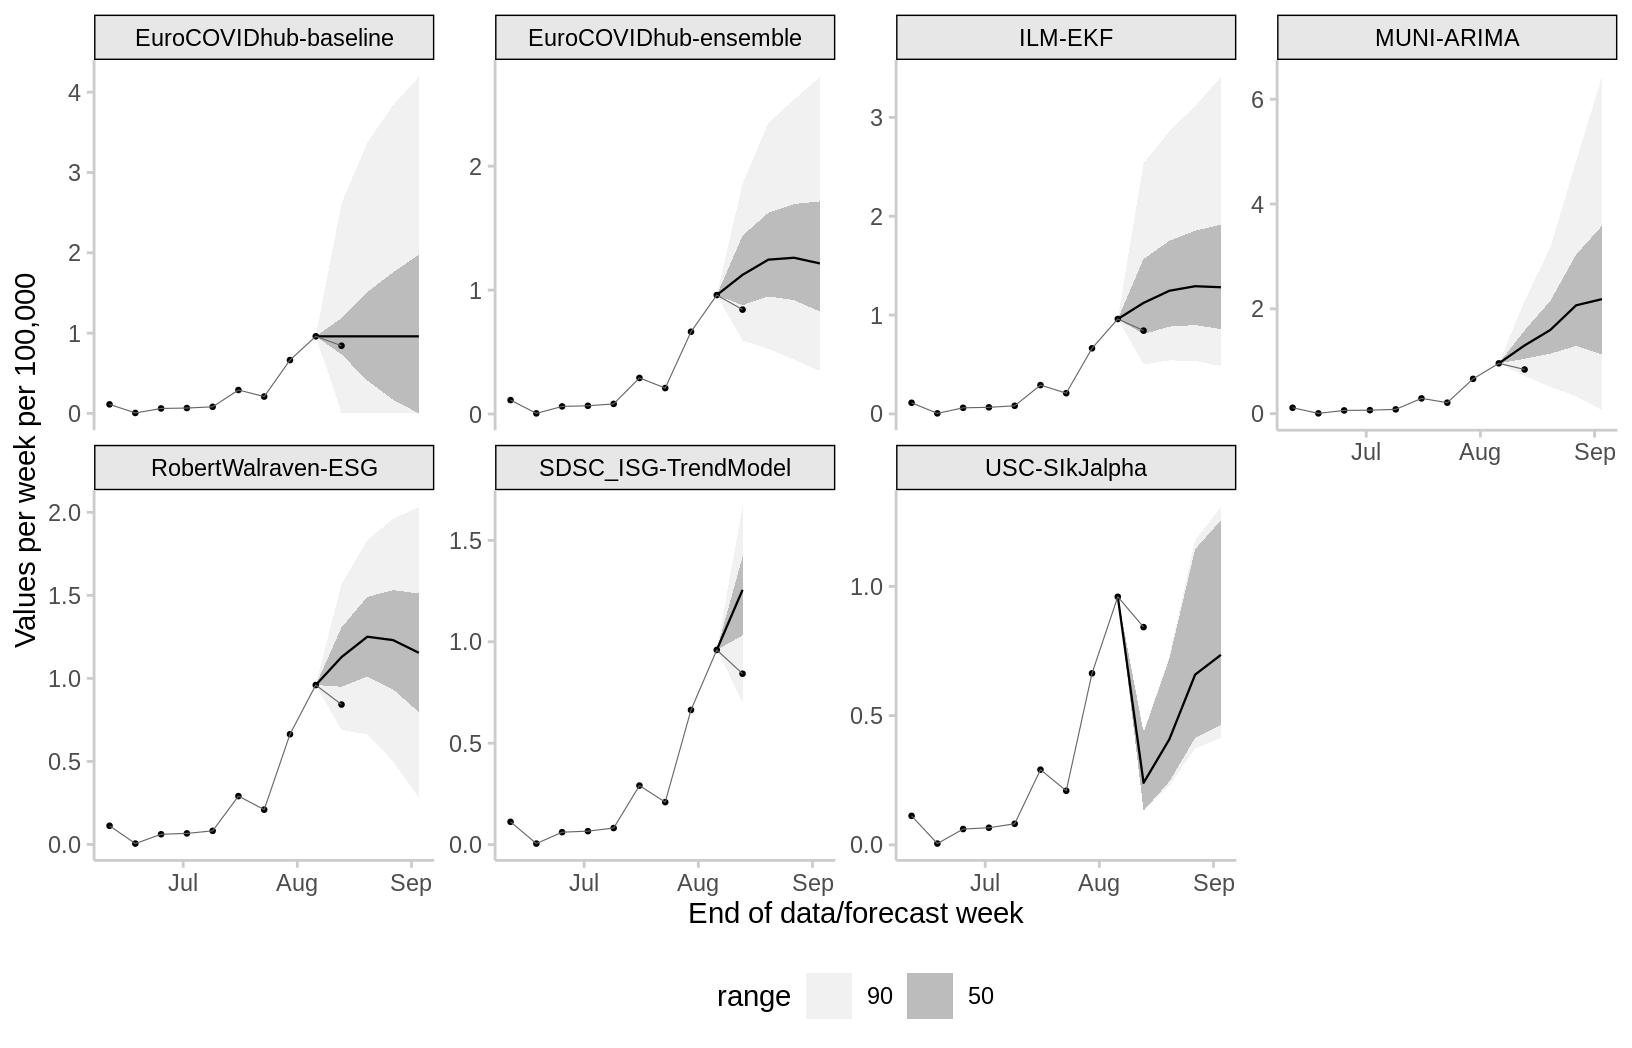 EuroCOVIDhub-baseline
EuroCOVIDhub-ensemble
ILM-EKF
MUNI-ARIMA
4
3
2
1
0
2
1
0
3
2
1
0
6
4
2
0
Jul Aug Sep
Values per week per 100,000
RobertWalraven-ESG
SDSC_ISG-TrendModel
USC-SIkJalpha
2.0
1.5
1.0
0.5
0.0
Jul Aug Sep
1.5
1.0
0.5
0.0
Jul Aug Sep
1.0
0.5
0.0
Jul Aug Sep
End of data/forecast week
range 90 50